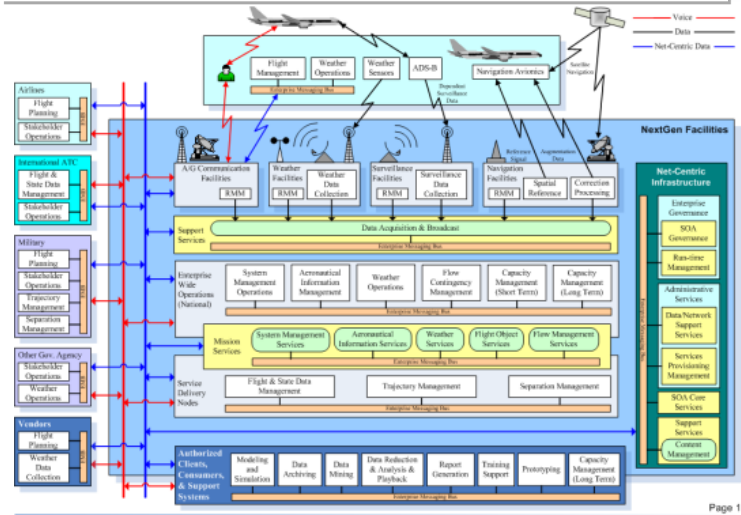 Voice
Data
Net-Centric Data
Flight
Management
Weather
Operations
Weather
Sensors
ADS-B
Navigation Avionics
Satellite
Navigation
Enterprise Messaging Bus
Dependent
Surveillance
Data
Airlines
Flight
Planning
Stakeholder
Operations
EMB
International ATC
Flight &
State Data
Management
Stakeholder
Operations
EMB
Military
Flight
Planning
Stakeholder
Operations
Trajectory
Management
Separation
Management
EMB
Other Gov. Agency
Stakeholder
Operations
Weather
Operations
EMB
Vendors
Flight
Planning
Weather
Data
Collection
EMB
NextGen Facilities
Reference
Signal
Augmentation
Data
A/G Communication
Facilities
RMM
Weather
Facilities
RMM
Weather
Data
Collection
Surveillance
Facilities
RMM
Surveillance
Data
Collection
Navigation
Facilities
RMM
Spatial
Reference
Correction
Processing
Support
Services
Data Acquisition & Broadcast
Enterprise Messaging Bus
Enterprise
Wide
Operations
(National)
System
Management
Operations
Aeronautical
Information
Management
Weather
Operations
Flow
Contingency
Management
Capacity
Management
(Short Term)
Capacity
Management
(Long Term)
Enterprise Messaging Bus
Mission
Services
System Management
Services
Aeronautical
Information Services
Weather
Services
Flight Object
Services
Flow Management
Services
Enterprise Messaging Bus
Service
Delivery
Nodes
Flight & State Data
Management
Trajectory Management
Separation Management
Enterprise Messaging Bus
Authorized
Clients,
Consumers,
& Support
Systems
Modeling
and
Simulation
Data
Archiving
Data
Mining
Data Reduction
& Analysis &
Playback
Report
Generation
Training
Support
Prototyping
Capacity
Management
(Long Term)
Enterprise Messaging Bus
Net-Centric
Infrastructure
Enterprise Messaging Bus
Enterprise
Governance
SOA
Governance
Run-time
Management
Administrative
Services
Data/Network
Support
Services
Services
Provisioning
Management
SOA Core
Services
Support
Services
Content
Management
Page 1